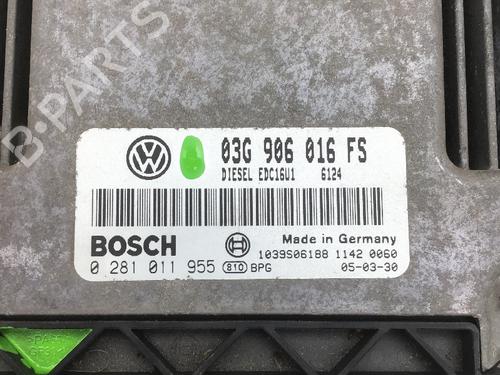 B-PARTS
03G 906 016 FS
DIESEL EDC16U1 6124
BOSCH
Made in Germany
1039S06188 1142 0060
0 281 011 955 810 BPG 05-03-30